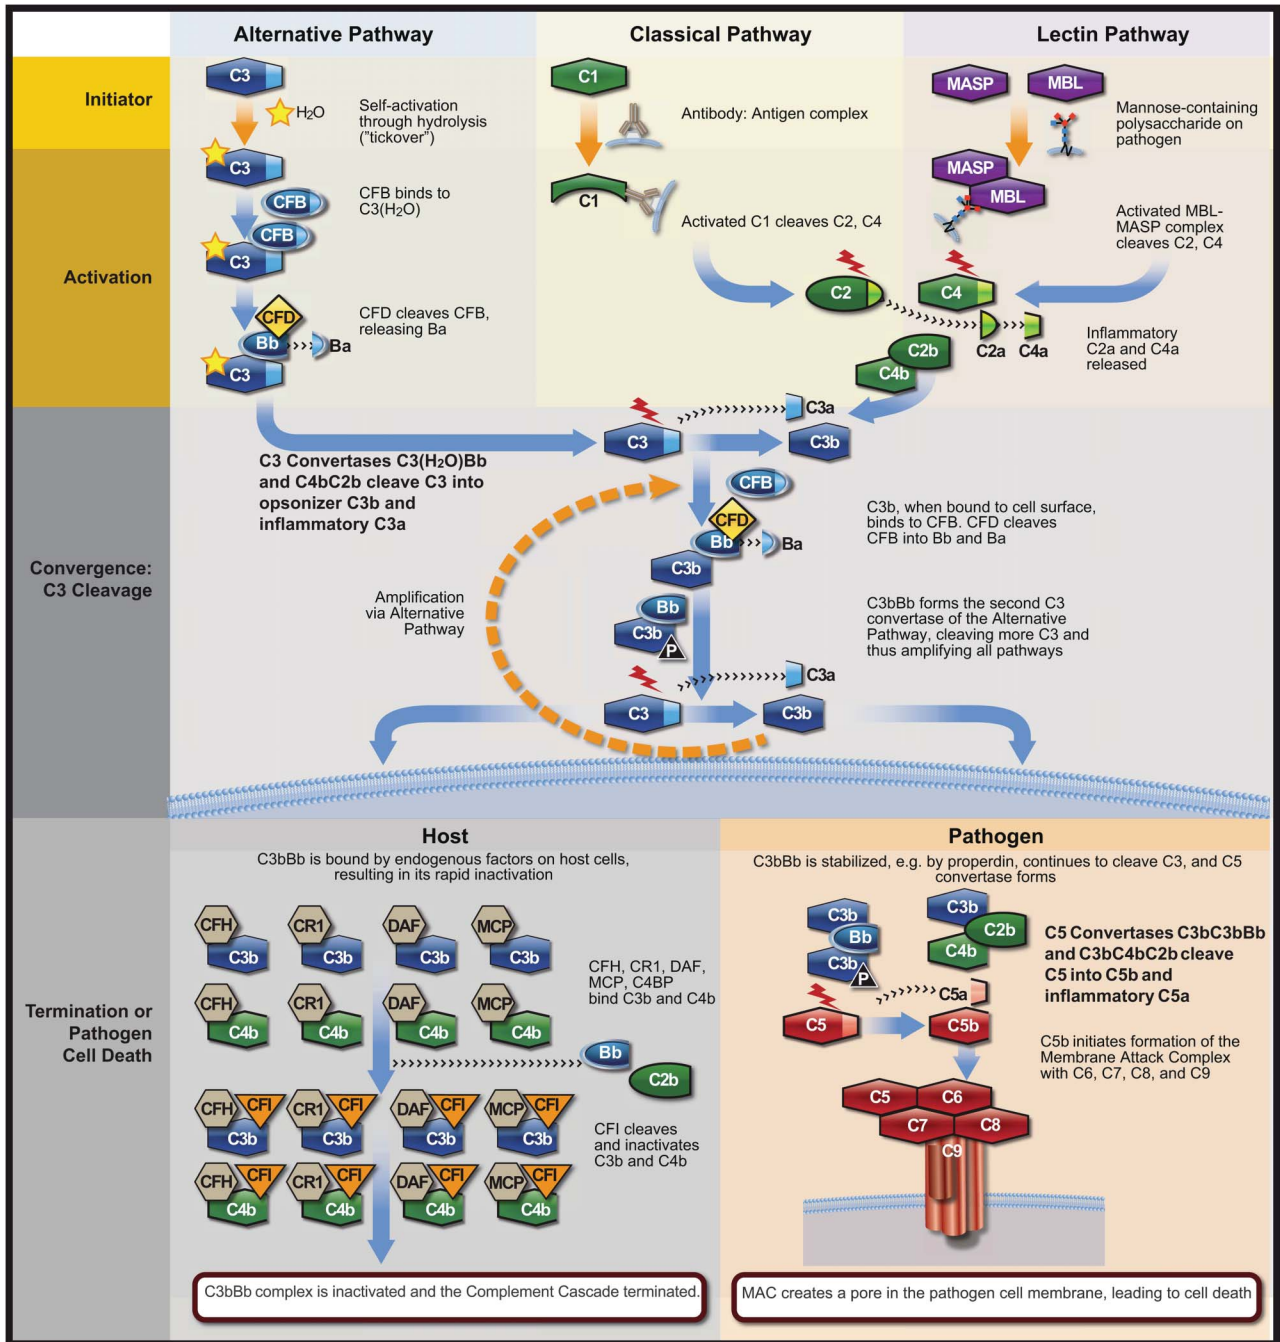 Alternative Pathway
Classical Pathway
Lectin Pathway
Initiator
C3
H2O
Self-activation
through hydrolysis
("tickover")
C1
Antibody: Antigen complex
MASP
MBL
Mannose-containing
polysaccharide on
pathogen
Activation
C3
CFB
CFB binds to
C3(H2O)
CFB
C3
CFD
Bb
Ba
C3
CFD cleaves CFB,
releasing Ba
C1
Activated C1 cleaves C2, C4
MASP
MBL
Activated MBL-
MASP complex
cleaves C2, C4
C2
C4
C2a
C4a
C2b
C4b
Inflammatory
C2a and C4a
released
Convergence:
C3 Cleavage
C3
C3a
C3b
C3 Convertases C3(H2O)Bb
and C4bC2b cleave C3 into
opsonizer C3b and
inflammatory C3a
CFB
CFD
Bb
Ba
C3b
C3b, when bound to cell surface,
binds to CFB. CFD cleaves
CFB into Bb and Ba
Amplification
via Alternative
Pathway
Bb
C3b
P
C3bBb forms the second C3
convertase of the Alternative
Pathway, cleaving more C3 and
thus amplifying all pathways
C3a
C3
C3b
Termination or
Pathogen
Cell Death
Host
C3bBb is bound by endogenous factors on host cells,
resulting in its rapid inactivation
CFH
CR1
DAF
MCP
C3b
C3b
C3b
C3b
CFH
CR1
DAF
MCP
C4b
C4b
C4b
C4b
CFH, CR1, DAF,
MCP, C4BP
bind C3b and C4b
Bb
C2b
CFH
CFI
CR1
CFI
DAF
CFI
MCP
CFI
C3b
C3b
C3b
C3b
CFH
CFI
CR1
CFI
DAF
CFI
MCP
CFI
C4b
C4b
C4b
C4b
CFI cleaves
and inactivates
C3b and C4b
C3bBb complex is inactivated and the Complement Cascade terminated.
Pathogen
C3bBb is stabilized, e.g. by properdin, continues to cleave C3, and C5
convertase forms
C3b
Bb
C3b
P
C3b
C2b
C4b
C5 Convertases C3bC3bBb
and C3bC4bC2b cleave
C5 into C5b and
inflammatory C5a
C5a
C5
C5b
C5b initiates formation of the
Membrane Attack Complex
with C6, C7, C8, and C9
C5
C6
C7
C8
C9
MAC creates a pore in the pathogen cell membrane, leading to cell death